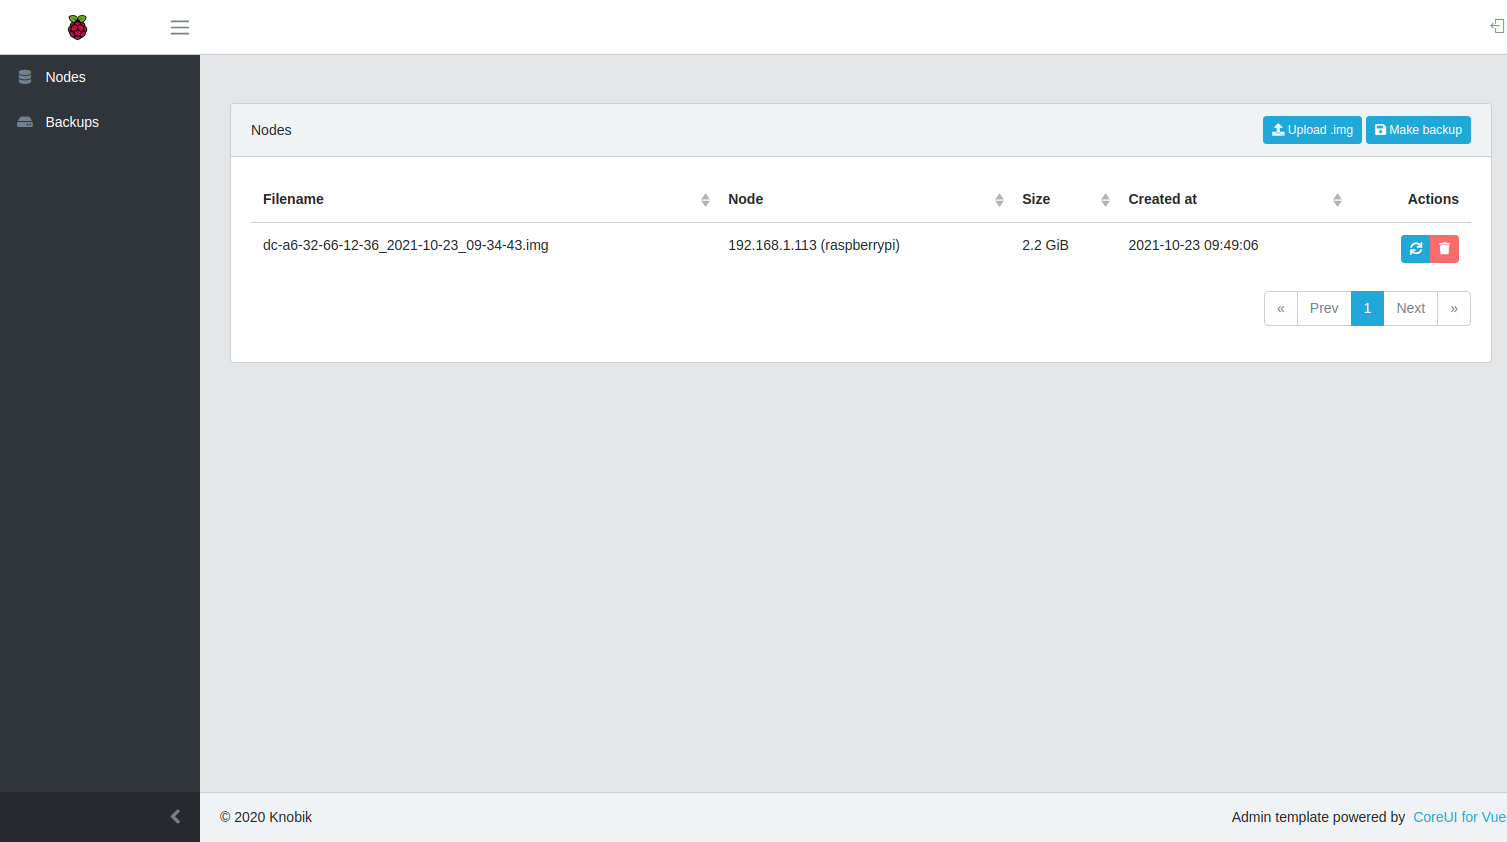 Nodes
Backups
Nodes
Upload .img
Make backup
Filename Node Size Created at Actions
dc-a6-32-66-12-36_2021-10-23_09-34-43.img 192.168.1.113 (raspberrypi) 2.2 GiB 2021-10-23 09:49:06
« Prev 1 Next »
© 2020 Knobik
Admin template powered by CoreUI for Vue